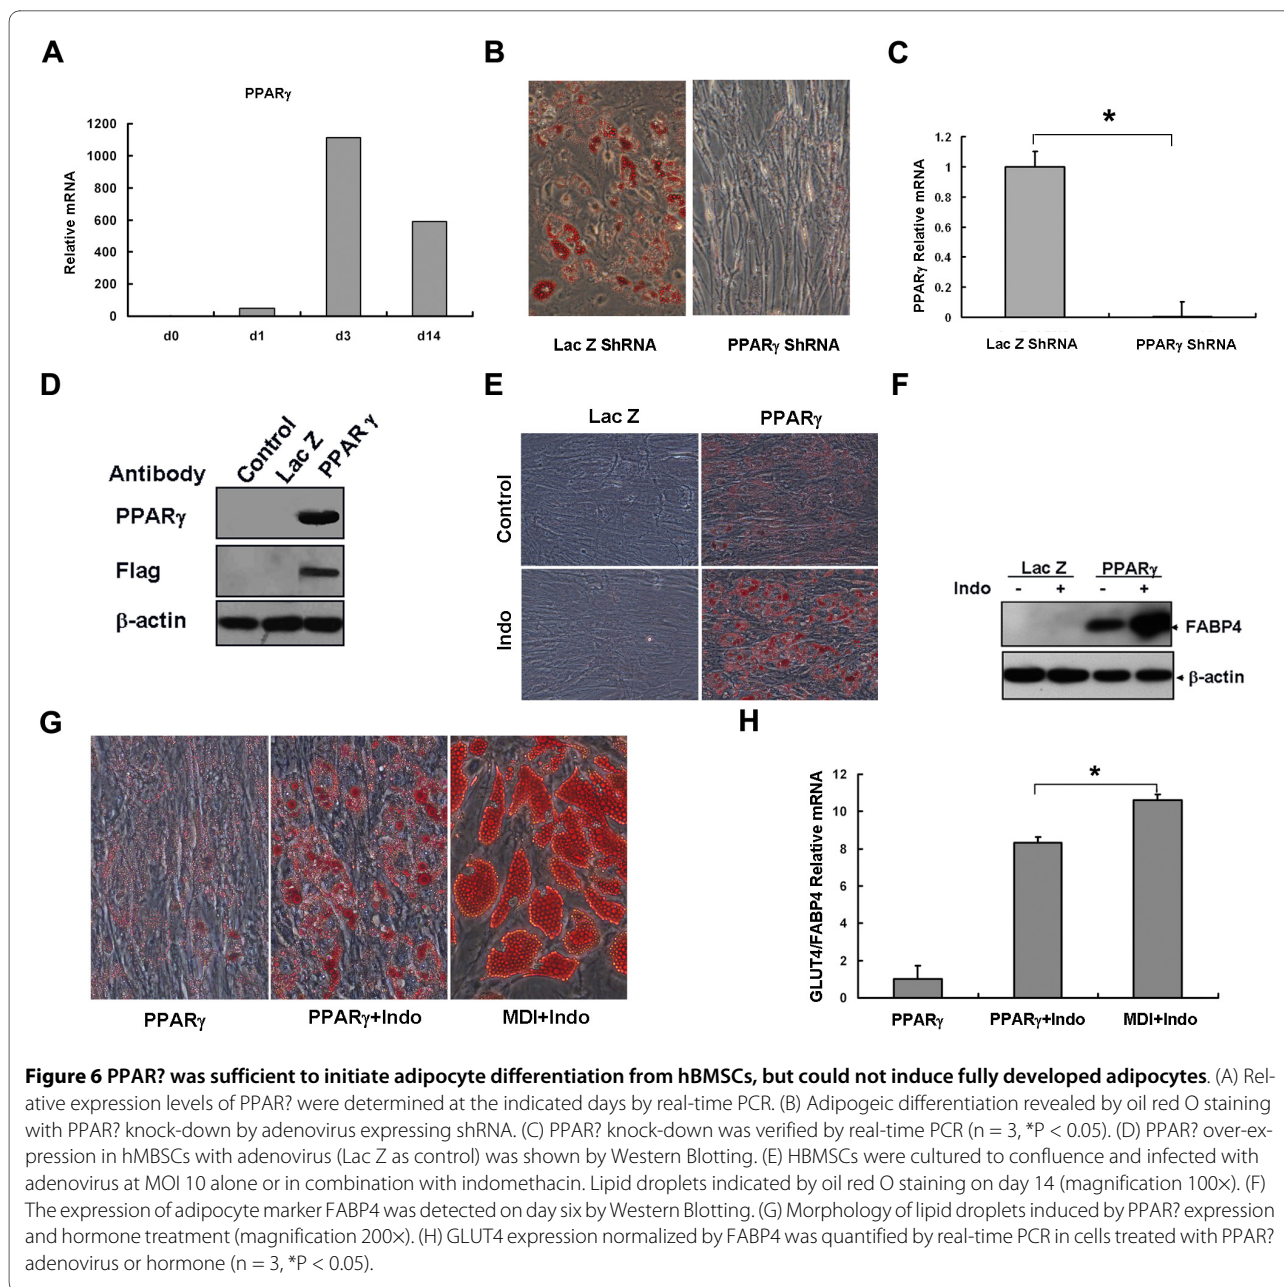 A
PPARγ
Relative mRNA
1200
1000
800
600
400
200
0
d0 d1 d3 d14
B
Lac Z ShRNA PPARγ ShRNA
C
*
PPARγ Relative mRNA
1.2
1
0.8
0.6
0.4
0.2
0
Lac Z ShRNA PPARγ ShRNA
D
Antibody Control Lac Z PPARγ
PPARγ
Flag
β-actin
E
Lac Z PPARγ
Control
Indo
F
Lac Z PPARγ
Indo - + - +
FABP4
β-actin
G
PPARγ PPARγ+Indo MDI+Indo
H
*
GLUT4/FABP4 Relative mRNA
12
10
8
6
4
2
0
PPARγ PPARγ+Indo MDI+Indo
Figure 6 PPAR? was sufficient to initiate adipocyte differentiation from hBMSCs, but could not induce fully developed adipocytes. (A) Rel-
ative expression levels of PPAR? were determined at the indicated days by real-time PCR. (B) Adipogeic differentiation revealed by oil red O staining
with PPAR? knock-down by adenovirus expressing shRNA. (C) PPAR? knock-down was verified by real-time PCR (n = 3, *P < 0.05). (D) PPAR? over-ex-
pression in hMBSCs with adenovirus (Lac Z as control) was shown by Western Blotting. (E) HBMSCs were cultured to confluence and infected with
adenovirus at MOI 10 alone or in combination with indomethacin. Lipid droplets indicated by oil red O staining on day 14 (magnification 100×). (F)
The expression of adipocyte marker FABP4 was detected on day six by Western Blotting. (G) Morphology of lipid droplets induced by PPAR? expression
and hormone treatment (magnification 200×). (H) GLUT4 expression normalized by FABP4 was quantified by real-time PCR in cells treated with PPAR?
adenovirus or hormone (n = 3, *P < 0.05).